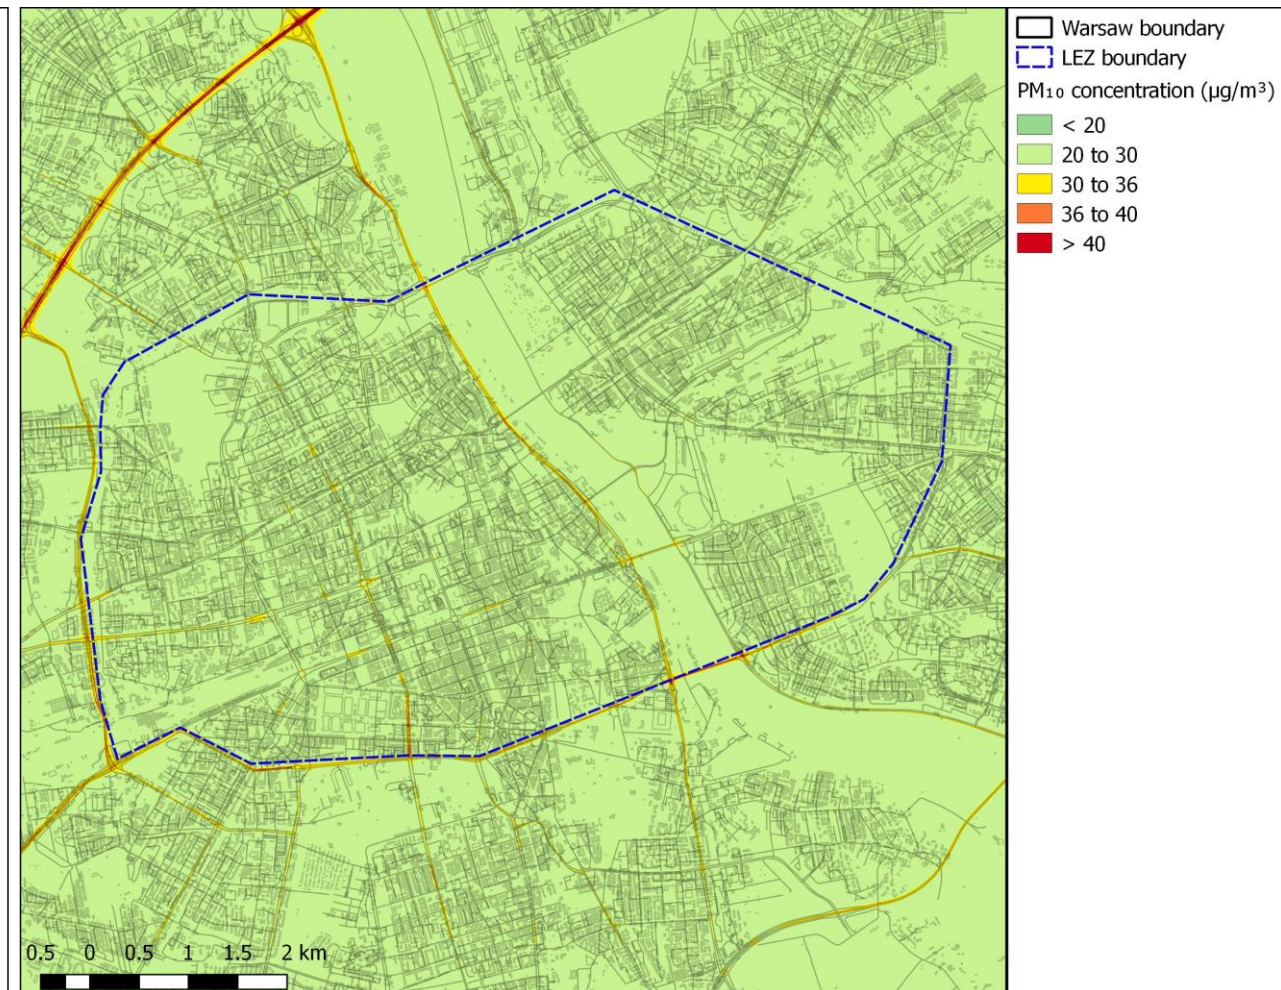 Warsaw boundary
LEZ boundary
PM₁₀ concentration (µg/m³)
< 20
20 to 30
30 to 36
36 to 40
> 40
0.5 0 0.5 1 1.5 2 km